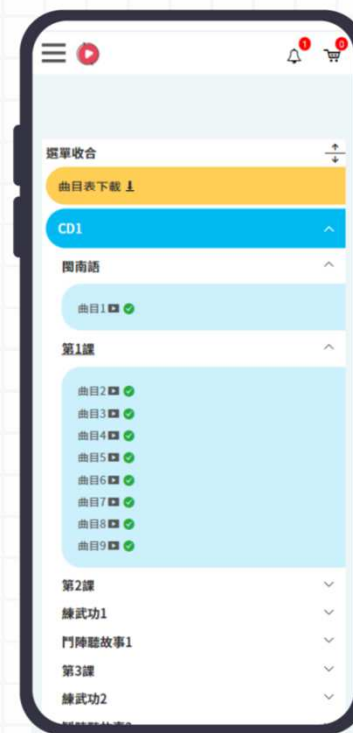 1
0
選單收合
曲目表下載
CD1
閩南語
曲目1
第1課
曲目2
曲目3
曲目4
曲目5
曲目6
曲目7
曲目8
曲目9
第2課
練武功1
鬥陣聽故事1
第3課
練武功2